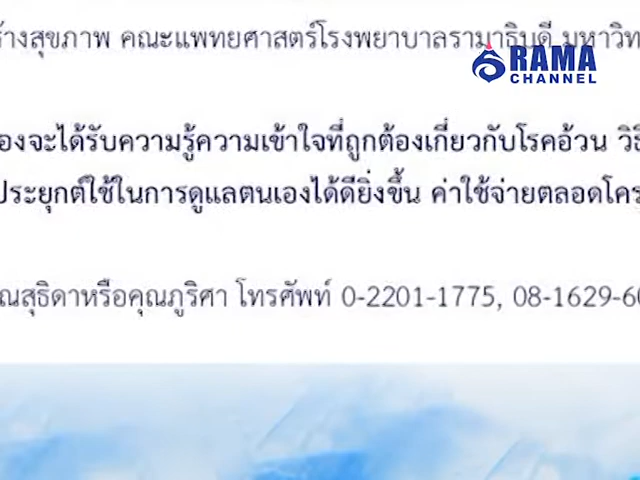 างสุขภาพ คณะแพทยศาสตร์โรงพยาบาลรามาธิบดี มหาวิท
RAMA
CHANNEL
องจะได้รับความรู้ความเข้าใจที่ถูกต้องเกี่ยวกับโรคอ้วน วิธี
ประยุกต์ใช้ในการดูแลตนเองได้ดียิ่งขึ้น ค่าใช้จ่ายตลอดโคร
ณสุธิดาหรือคุณภูริศา โทรศัพท์ 0-2201-1775, 08-1629-60